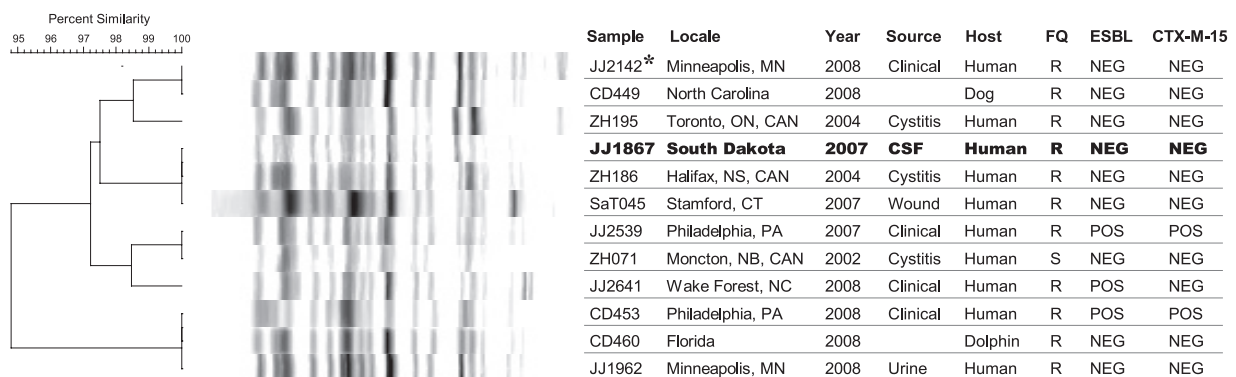 Percent Similarity
95 96 97 98 99 100
Sample Locale Year Source Host FQ ESBL CTX-M-15
JJ2142* Minneapolis, MN 2008 Clinical Human R NEG NEG
CD449 North Carolina 2008 Dog R NEG NEG
ZH195 Toronto, ON, CAN 2004 Cystitis Human R NEG NEG
JJ1867 South Dakota 2007 CSF Human R NEG NEG
ZH186 Halifax, NS, CAN 2004 Cystitis Human R NEG NEG
SaT045 Stamford, CT 2007 Wound Human R NEG NEG
JJ2539 Philadelphia, PA 2007 Clinical Human R POS POS
ZH071 Moncton, NB, CAN 2002 Cystitis Human S NEG NEG
JJ2641 Wake Forest, NC 2008 Clinical Human R POS NEG
CD453 Philadelphia, PA 2008 Clinical Human R POS POS
CD460 Florida 2008 Dolphin R NEG NEG
JJ1962 Minneapolis, MN 2008 Urine Human R NEG NEG